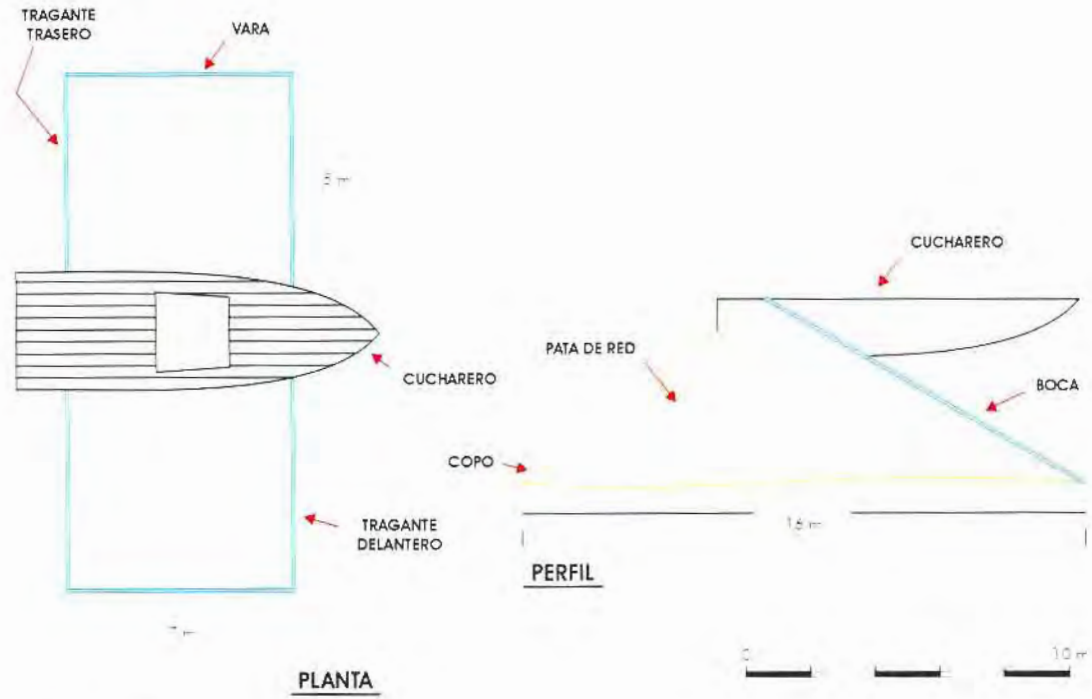 TRAGANTE
TRASERO
VARA
CUCHARERO
CUCHARERO
PATA DE RED
BOCA
COPO
TRAGANTE
DELANTERO
PERFIL
0
10 m
PLANTA